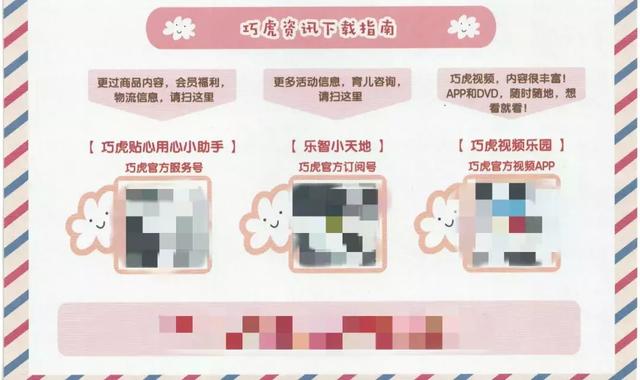 巧虎资讯下载指南
更过商品内容，会员福利，
物流信息，请扫这里
更多活动信息，育儿咨询，
请扫这里
巧虎视频，内容很丰富！
APP和DVD，随时随地，想
看就看！
【 巧虎贴心用心小助手 】
巧虎官方服务号
【 乐智小天地 】
巧虎官方订阅号
【 巧虎视频乐园 】
巧虎官方视频APP